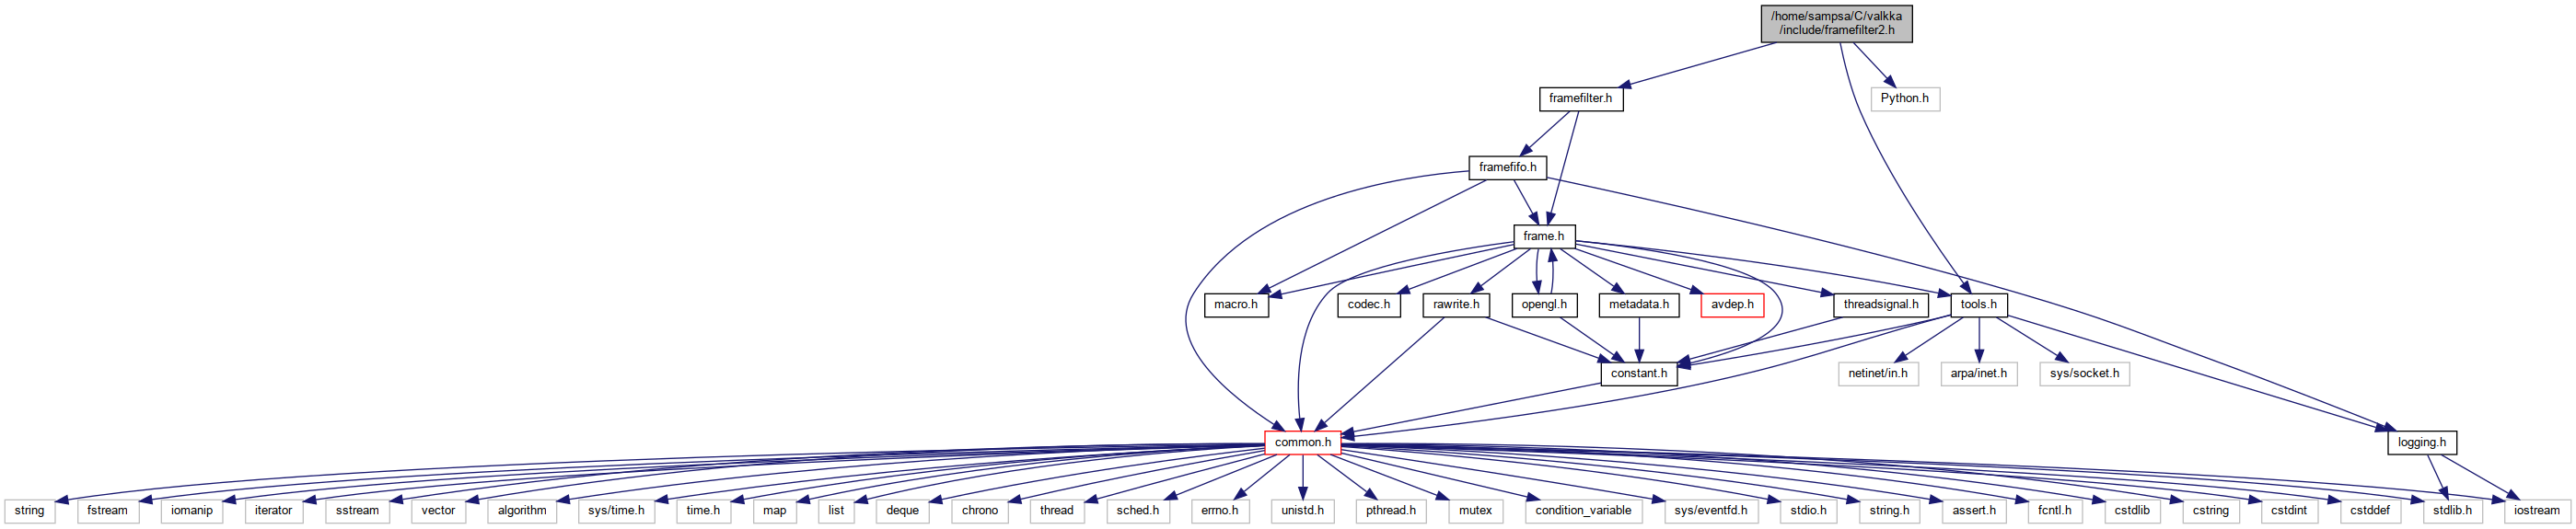 /home/sampsa/C/valkka
/include/framefilter2.h
framefilter.h
Python.h
framefifo.h
frame.h
macro.h
codec.h
rawrite.h
opengl.h
metadata.h
avdep.h
threadsignal.h
tools.h
constant.h
netinet/in.h
arpa/inet.h
sys/socket.h
common.h
logging.h
string
fstream
iomanip
iterator
sstream
vector
algorithm
sys/time.h
time.h
map
list
deque
chrono
thread
sched.h
errno.h
unistd.h
pthread.h
mutex
condition_variable
sys/eventfd.h
stdio.h
string.h
assert.h
fcntl.h
cstdlib
cstring
cstdint
cstddef
stdlib.h
iostream